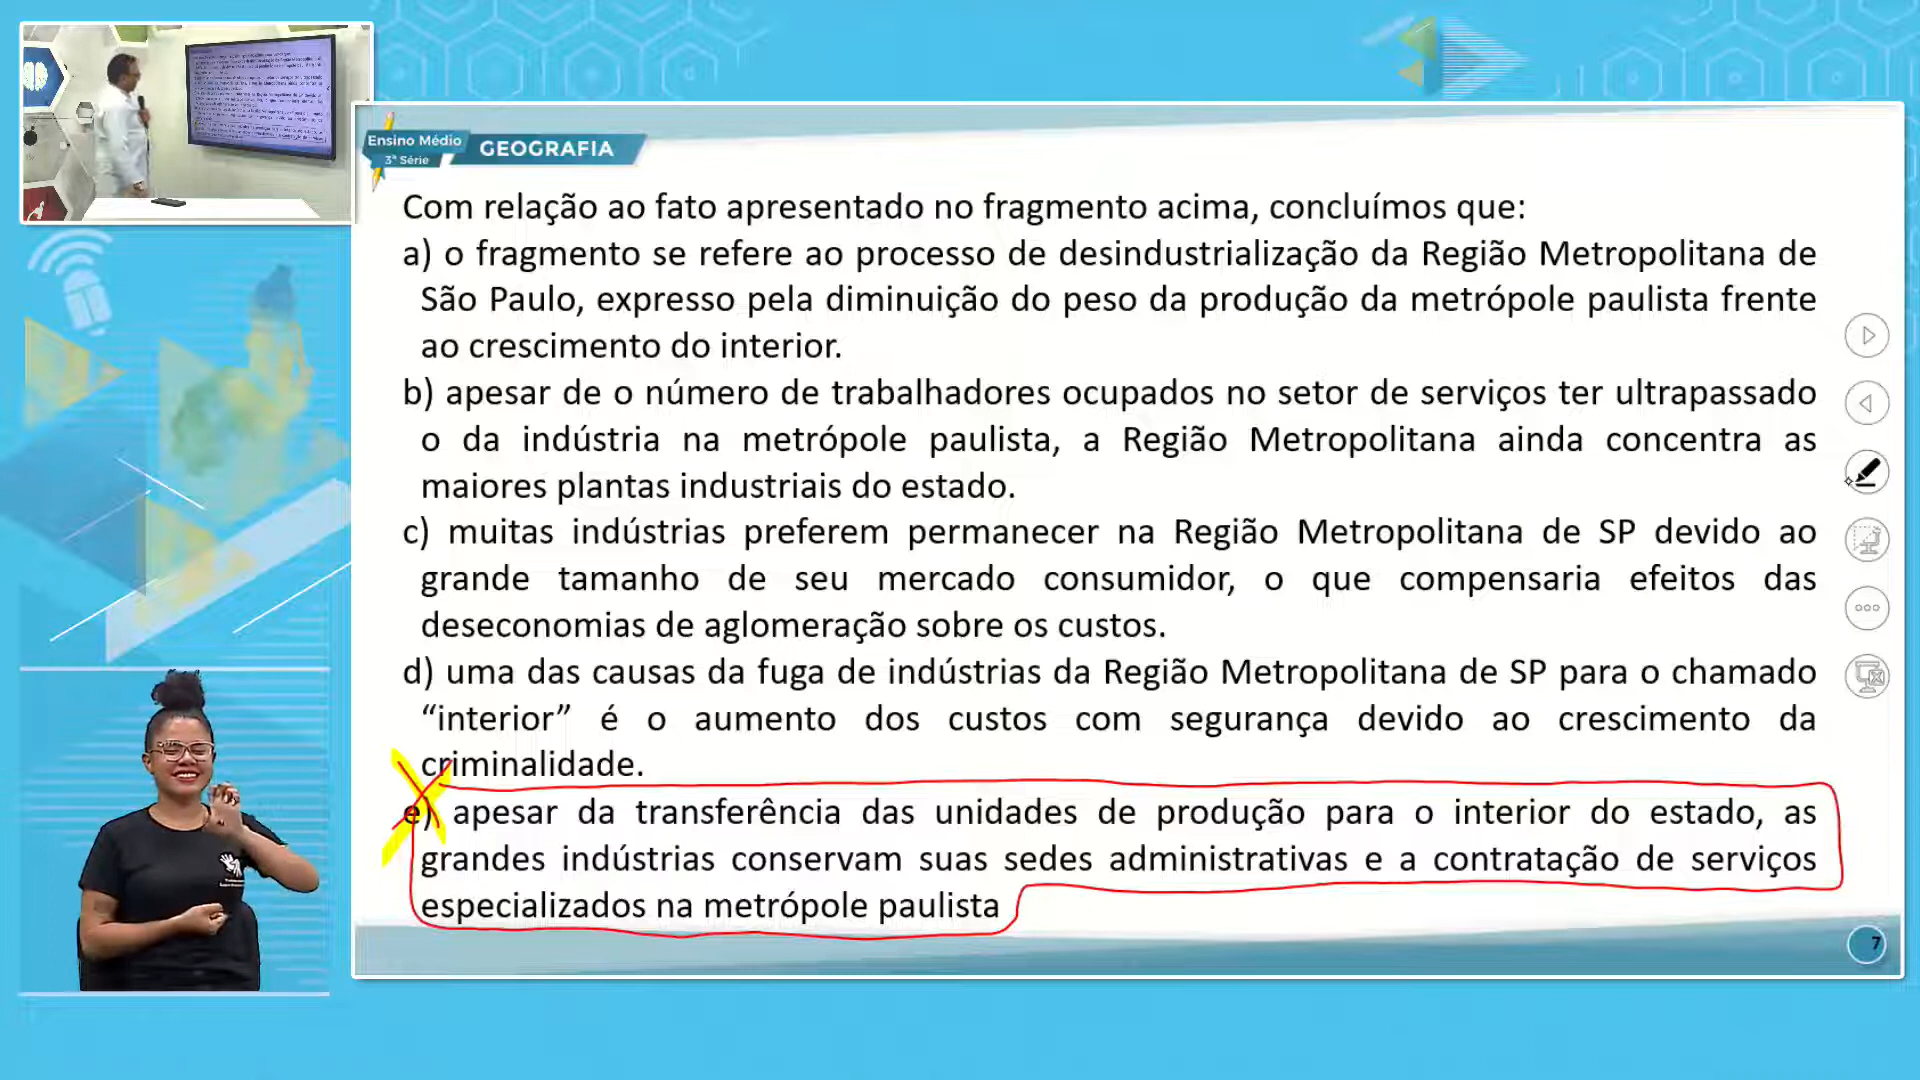 Ensino Médio
3ª Série
GEOGRAFIA
Com relação ao fato apresentado no fragmento acima, concluímos que:
a) o fragmento se refere ao processo de desindustrialização da Região Metropolitana de
São Paulo, expresso pela diminuição do peso da produção da metrópole paulista frente
ao crescimento do interior.
b) apesar de o número de trabalhadores ocupados no setor de serviços ter ultrapassado
o da indústria na metrópole paulista, a Região Metropolitana ainda concentra as
maiores plantas industriais do estado.
c) muitas indústrias preferem permanecer na Região Metropolitana de SP devido ao
grande tamanho de seu mercado consumidor, o que compensaria efeitos das
deseconomias de aglomeração sobre os custos.
d) uma das causas da fuga de indústrias da Região Metropolitana de SP para o chamado
“interior” é o aumento dos custos com segurança devido ao crescimento da
criminalidade.
e) apesar da transferência das unidades de produção para o interior do estado, as
grandes indústrias conservam suas sedes administrativas e a contratação de serviços
especializados na metrópole paulista
7